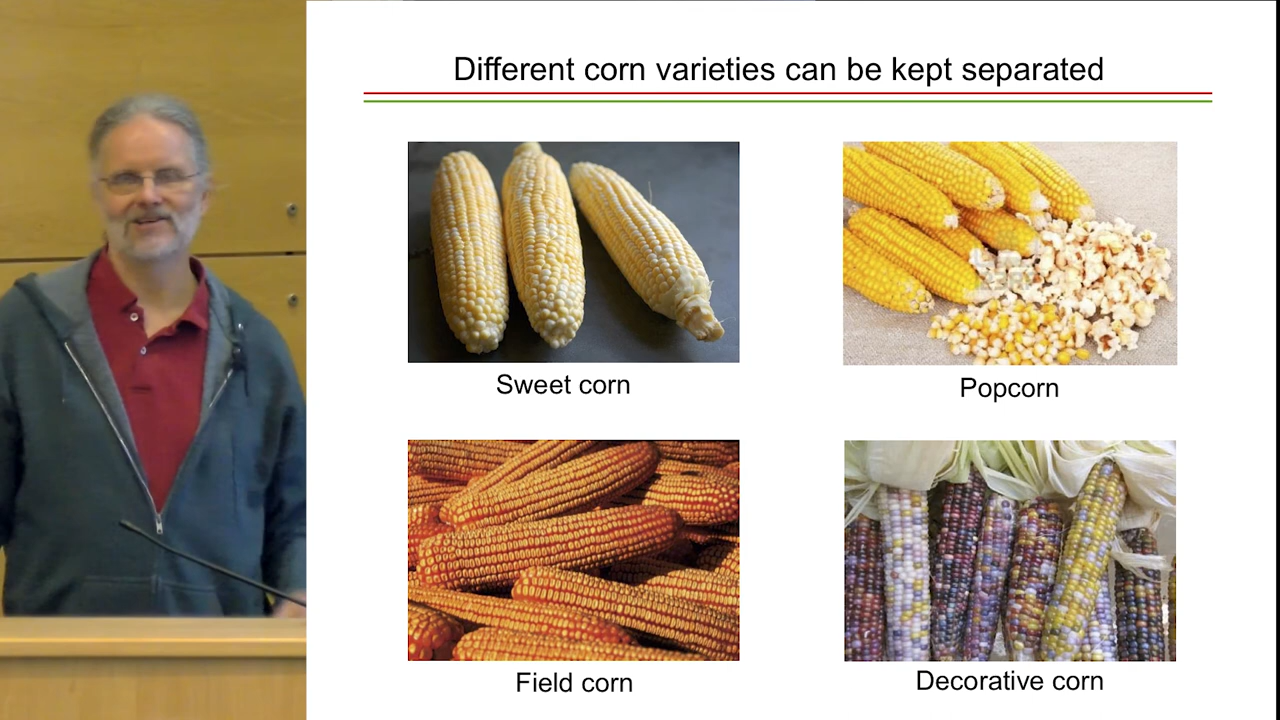 Different corn varieties can be kept separated
Sweet corn
Popcorn
Field corn
Decorative corn